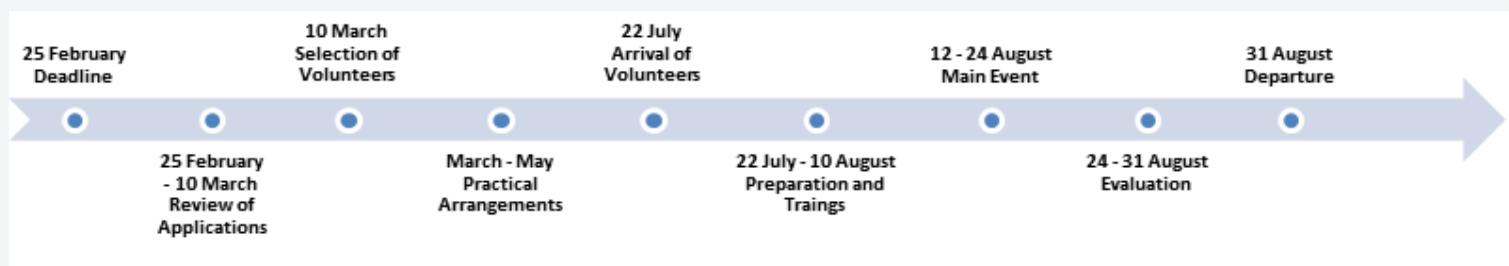 25 February
Deadline
25 February
- 10 March
Review of
Applications
10 March
Selection of
Volunteers
March - May
Practical
Arrangements
22 July
Arrival of
Volunteers
22 July - 10 August
Preparation and
Traings
12 - 24 August
Main Event
24 - 31 August
Evaluation
31 August
Departure